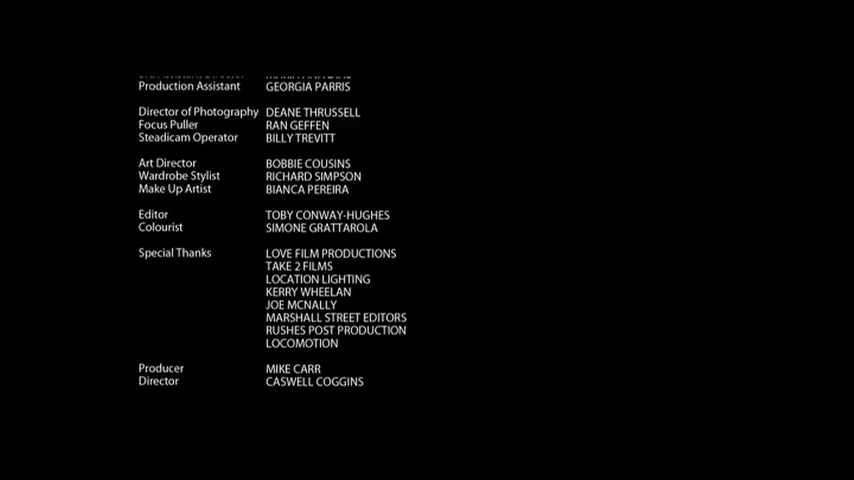 Production Assistant GEORGIA PARRIS
Director of Photography DEANE THRUSSELL
Focus Puller RAN GEFFEN
Steadicam Operator BILLY TREVITT
Art Director BOBBIE COUSINS
Wardrobe Stylist RICHARD SIMPSON
Make Up Artist BIANCA PEREIRA
Editor TOBY CONWAY-HUGHES
Colourist SIMONE GRATTAROLA
Special Thanks LOVE FILM PRODUCTIONS
TAKE 2 FILMS
LOCATION LIGHTING
KERRY WHEELAN
JOE MCNALLY
MARSHALL STREET EDITORS
RUSHES POST PRODUCTION
LOCOMOTION
Producer MIKE CARR
Director CASWELL COGGINS